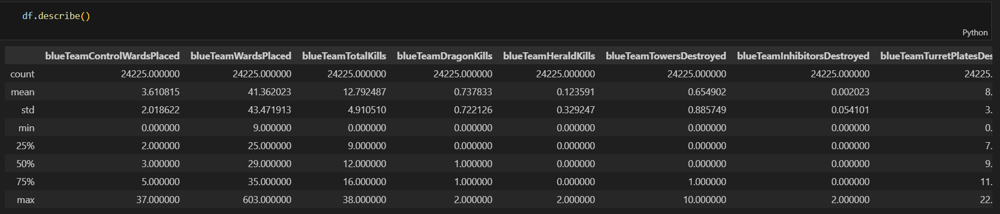 df.describe()
Python
blueTeamControlWardsPlaced blueTeamWardsPlaced blueTeamTotalKills blueTeamDragonKills blueTeamHeraldKills blueTeamTowersDestroyed blueTeamInhibitorsDestroyed blueTeamTurretPlatesDes
count 24225.000000 24225.000000 24225.000000 24225.000000 24225.000000 24225.000000 24225.000000 24225.
mean 3.610815 41.362023 12.792487 0.737833 0.123591 0.654902 0.002023 8.
std 2.018622 43.471913 4.910510 0.722126 0.329247 0.885749 0.054101 3.
min 0.000000 9.000000 0.000000 0.000000 0.000000 0.000000 0.000000 0.
25% 2.000000 25.000000 9.000000 0.000000 0.000000 0.000000 0.000000 7.
50% 3.000000 29.000000 12.000000 1.000000 0.000000 0.000000 0.000000 9.
75% 5.000000 35.000000 16.000000 1.000000 0.000000 1.000000 0.000000 11.
max 37.000000 603.000000 38.000000 2.000000 2.000000 10.000000 2.000000 22.